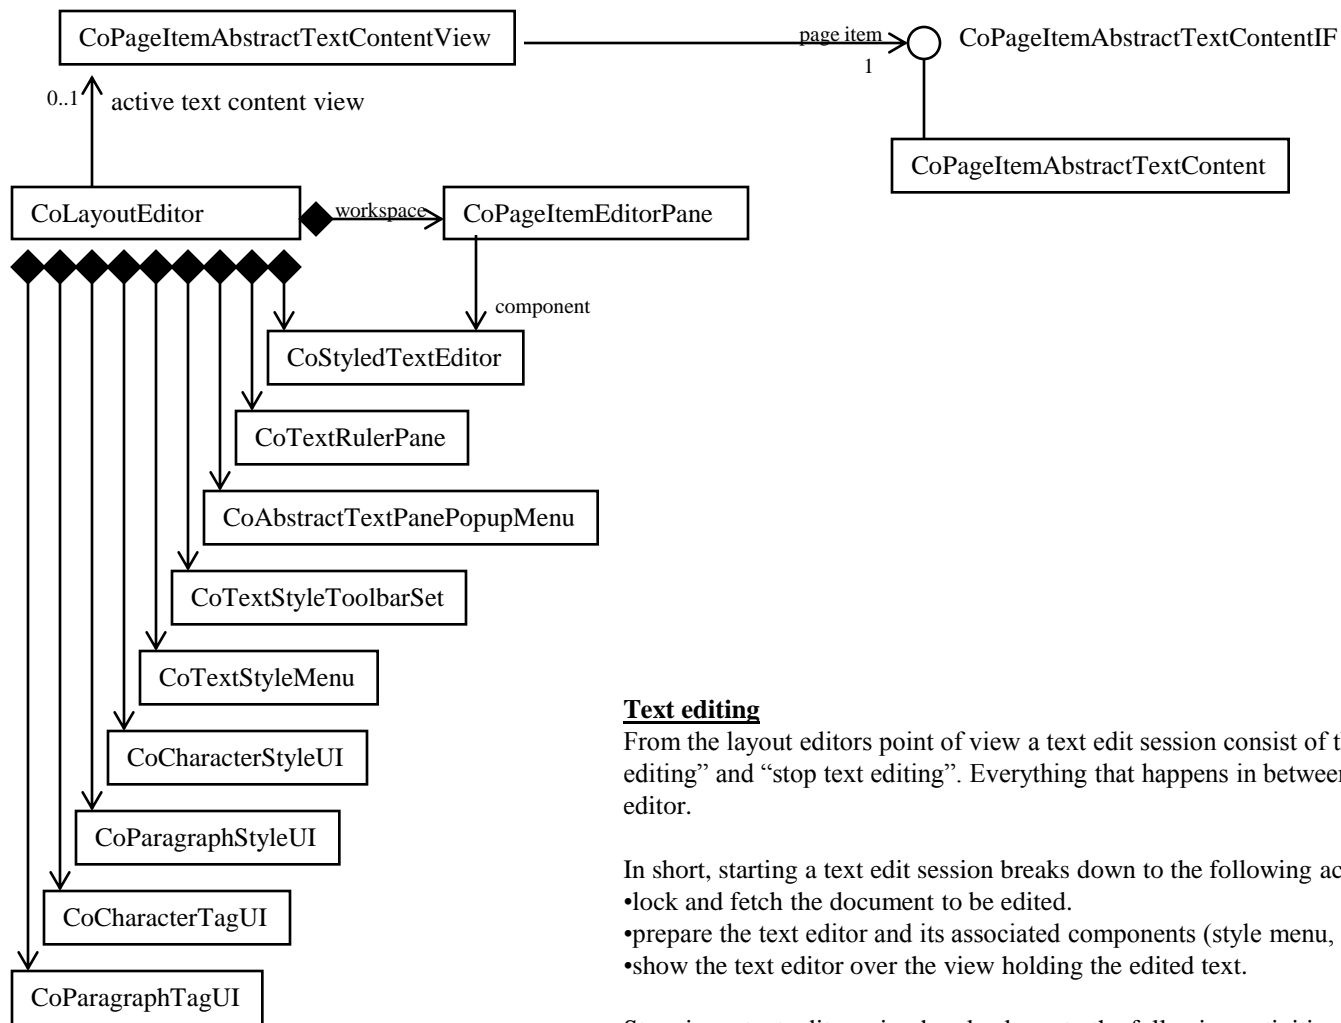 CoPageItemAbstractTextContentView
page item
CoPageItemAbstractTextContentIF
1
0..1
active text content view
CoPageItemAbstractTextContent
CoLayoutEditor
workspace
CoPageItemEditorPane
component
CoStyledTextEditor
CoTextRulerPane
CoAbstractTextPanePopupMenu
CoTextStyleToolbarSet
CoTextStyleMenu
CoCharacterStyleUI
CoParagraphStyleUI
CoCharacterTagUI
CoParagraphTagUI
Text editing
From the layout editors point of view a text edit session consist of
editing” and “stop text editing”. Everything that happens in between
editor.
In short, starting a text edit session breaks down to the following
•lock and fetch the document to be edited.
•prepare the text editor and its associated components (style menu,
•show the text editor over the view holding the edited text.